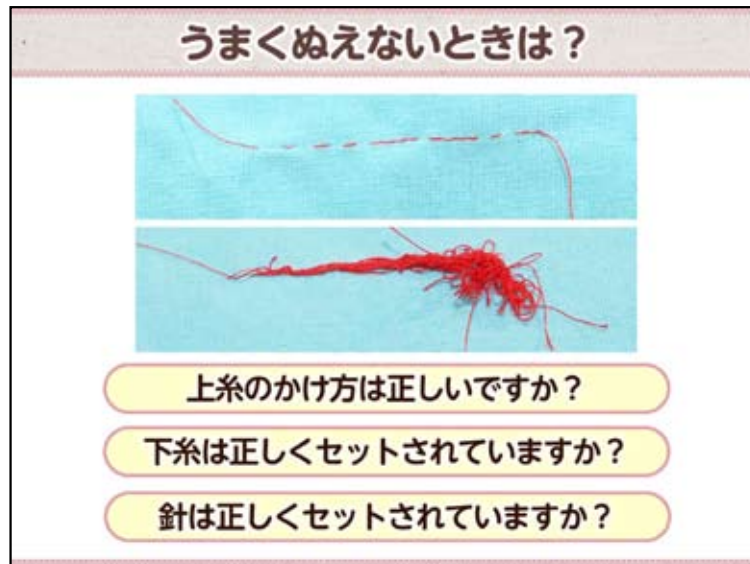 うまくぬえないときは？
上糸のかけ方は正しいですか？
下糸は正しくセットされていますか？
針は正しくセットされていますか？